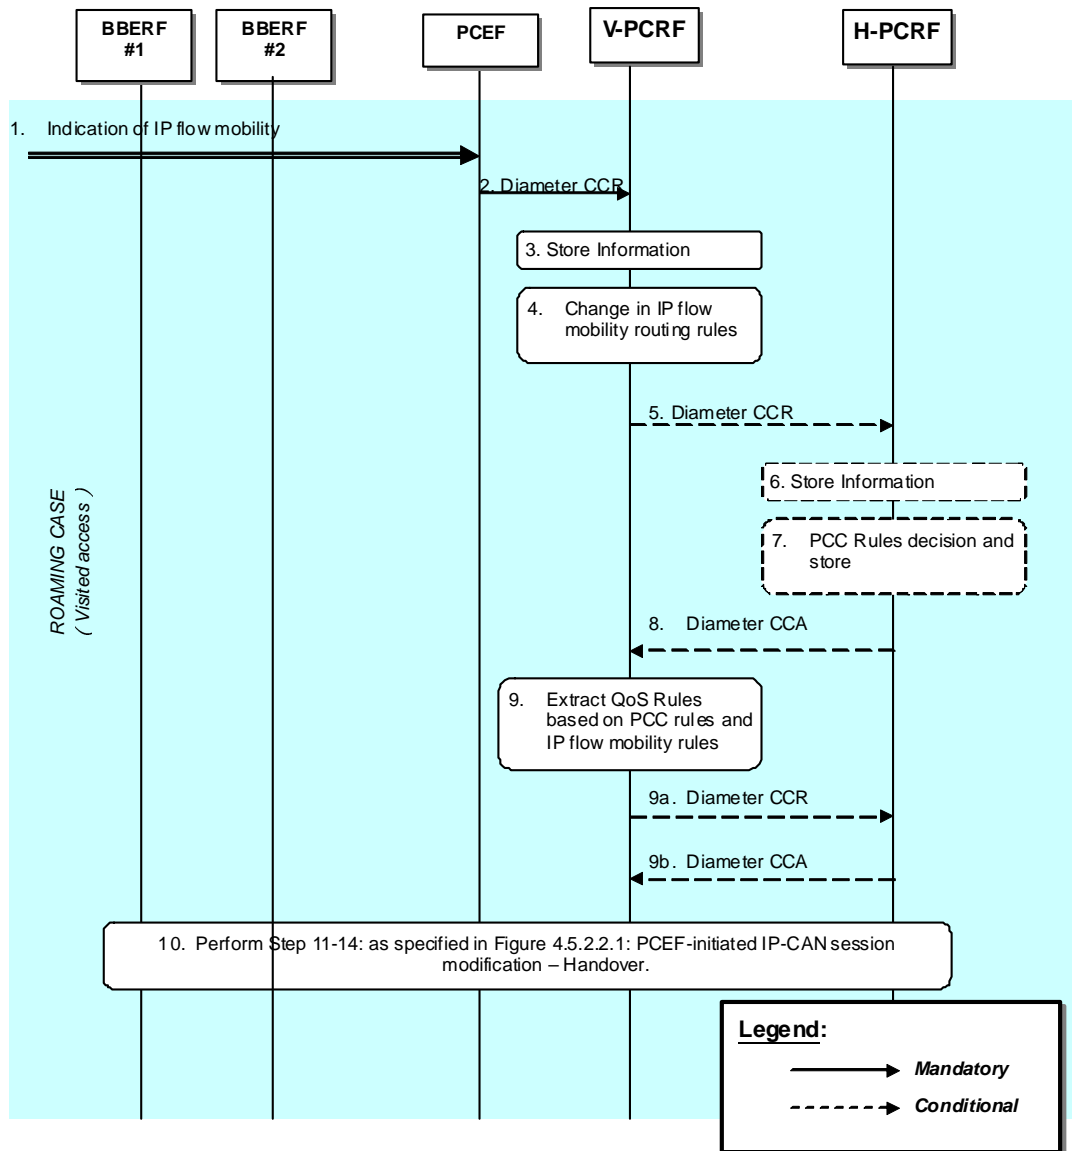 BBERF
#1
BBERF
#2
PCEF
V-PCRF
H-PCRF
1. Indication of IP flow mobility
2. Diameter CCR
3. Store Information
4. Change in IP flow
mobility routing rules
5. Diameter CCR
6. Store Information
7. PCC Rules decision and
store
ROAMING CASE
( Visited access )
8. Diameter CCA
9. Extract QoS Rules
based on PCC rules and
IP flow mobility rules
9a. Diameter CCR
9b. Diameter CCA
10. Perform Step 11-14: as specified in Figure 4.5.2.2.1: PCEF-initiated IP-CAN session
modification – Handover.
Legend:
Mandatory
Conditional